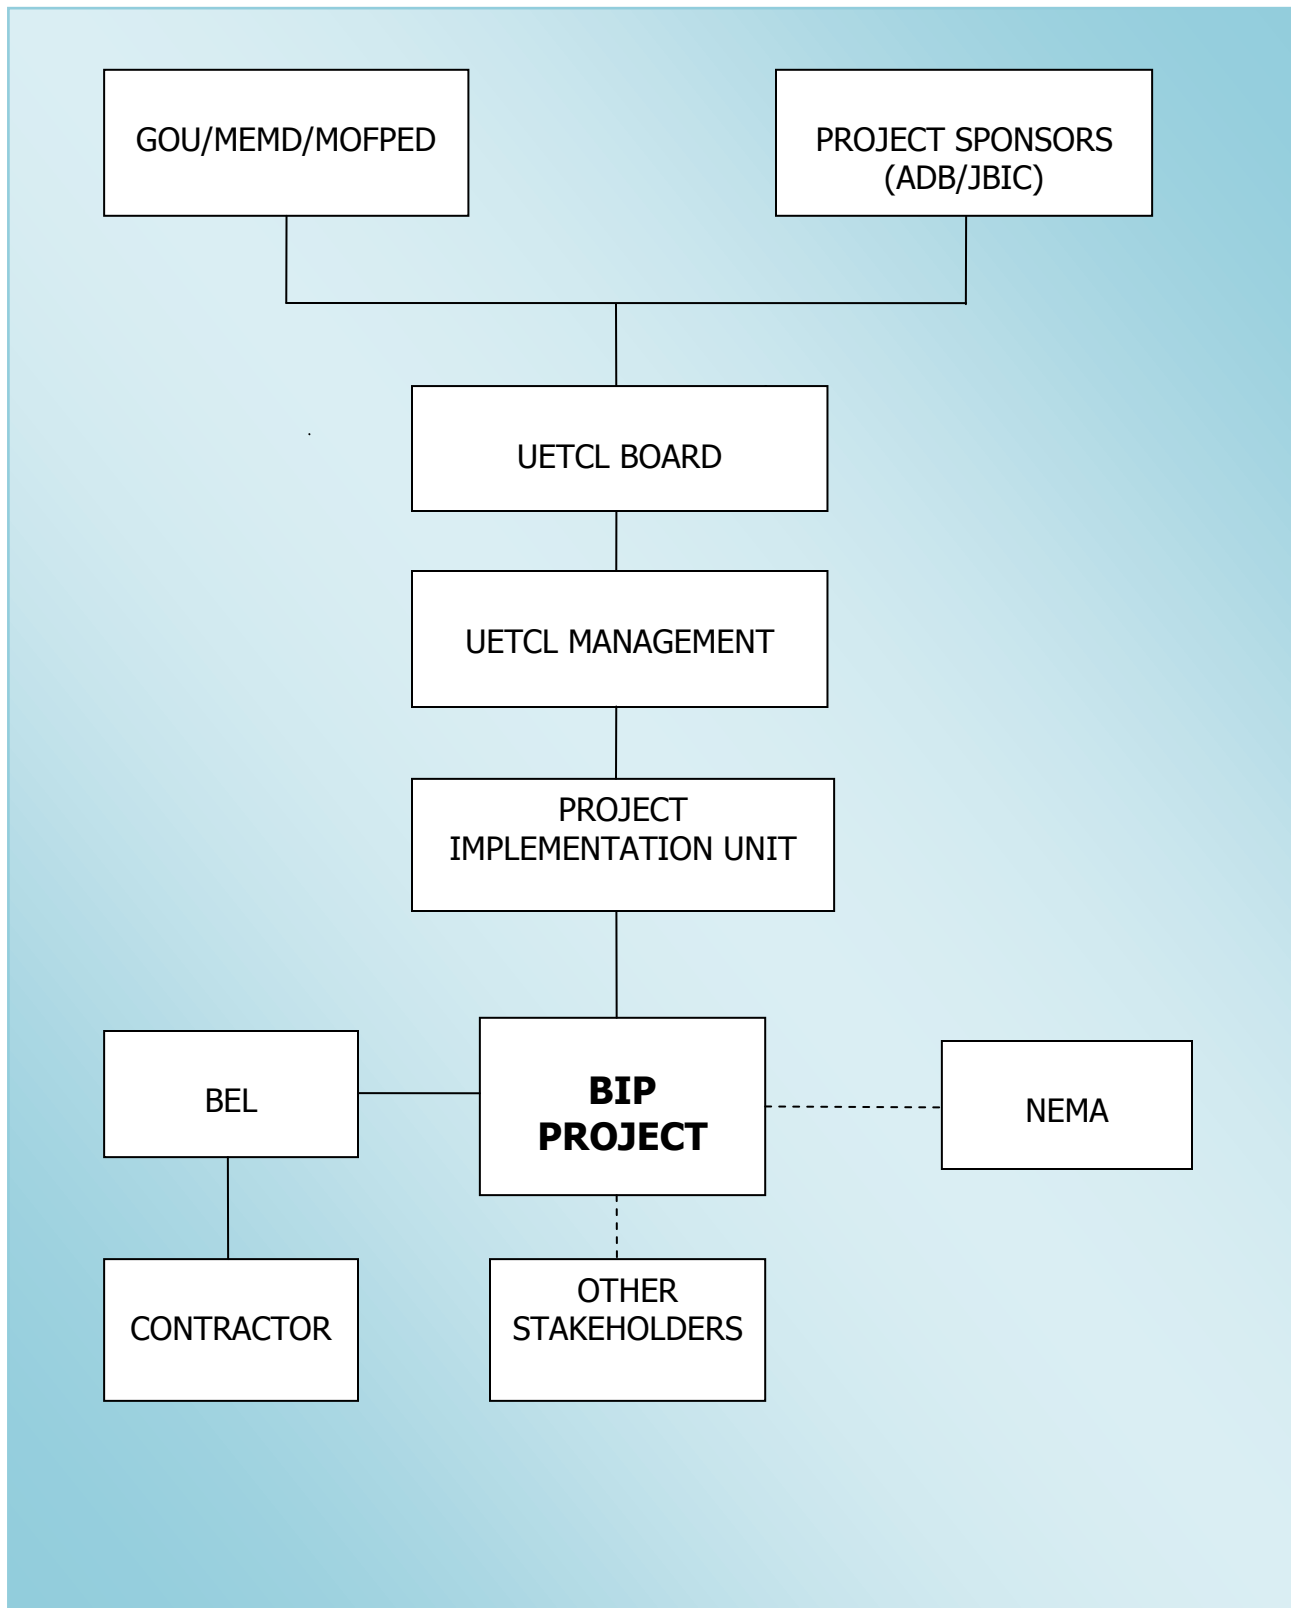 GOU/MEMD/MOFPED
PROJECT SPONSORS
(ADB/JBIC)
UETCL BOARD
UETCL MANAGEMENT
PROJECT
IMPLEMENTATION UNIT
BEL
BIP
PROJECT
NEMA
CONTRACTOR
OTHER
STAKEHOLDERS